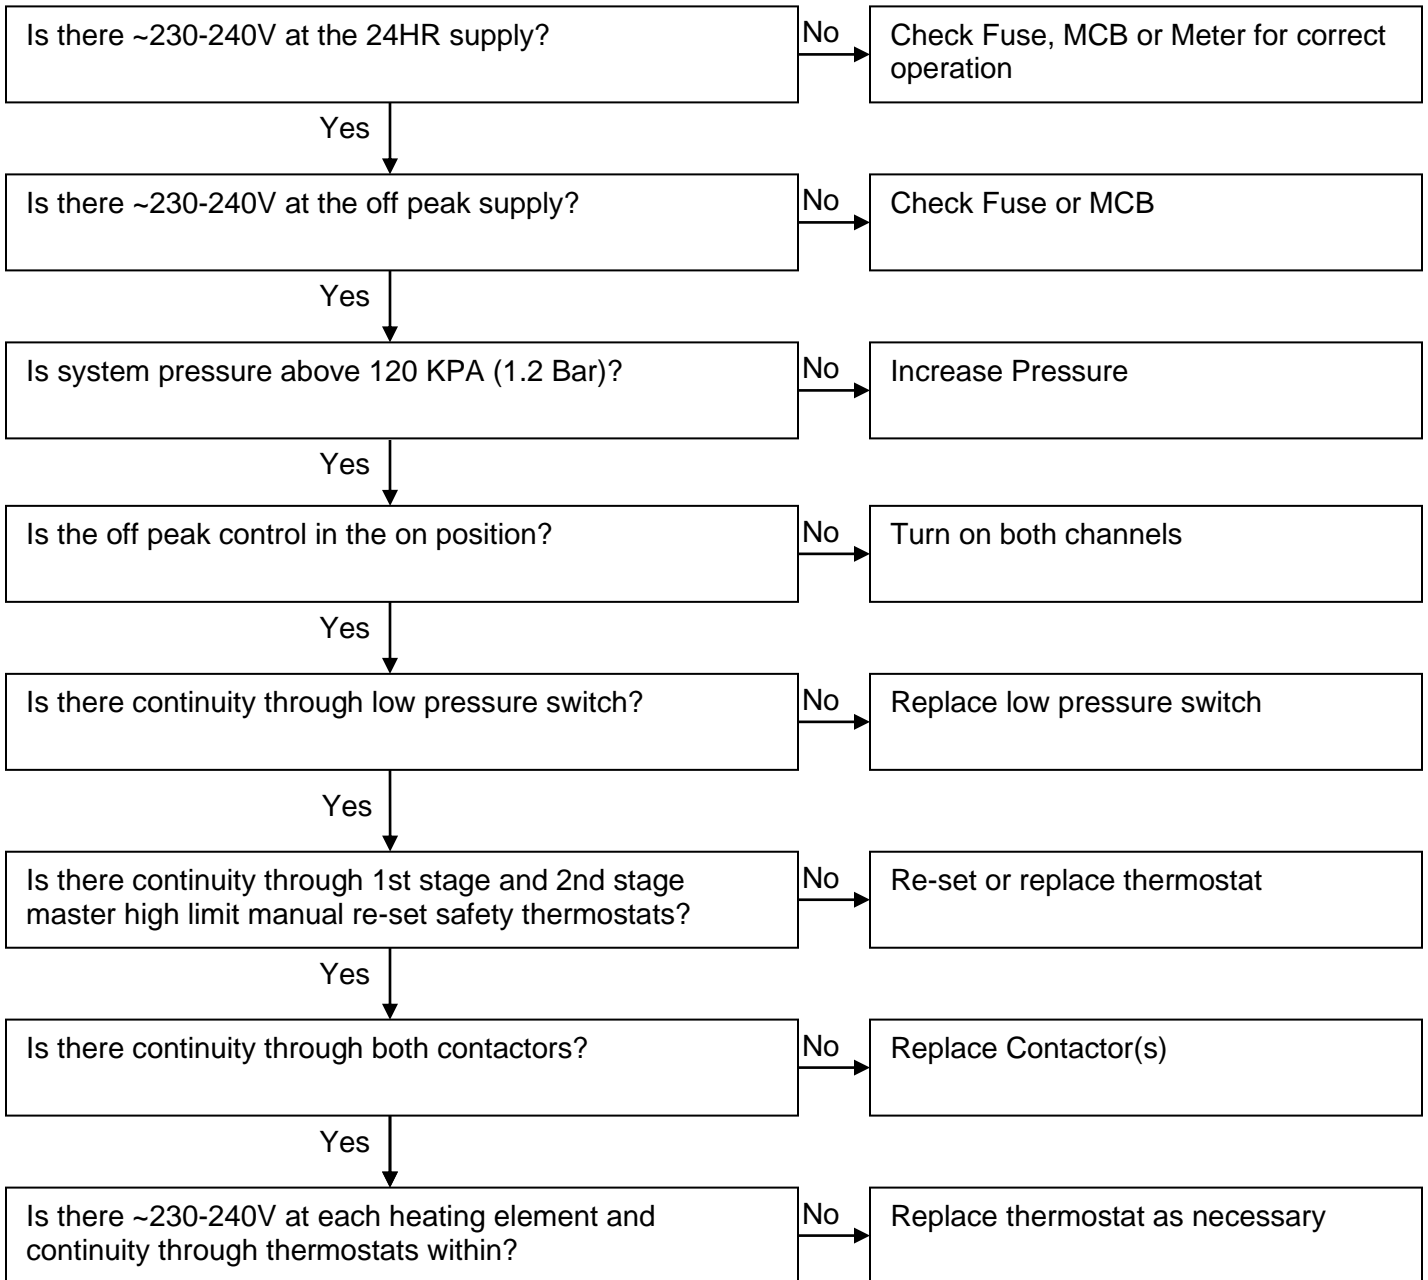 Is there ~230-240V at the 24HR supply?
No
Check Fuse, MCB or Meter for correct
operation
Yes
Is there ~230-240V at the off peak supply?
No
Check Fuse or MCB
Yes
Is system pressure above 120 KPA (1.2 Bar)?
No
Increase Pressure
Yes
Is the off peak control in the on position?
No
Turn on both channels
Yes
Is there continuity through low pressure switch?
No
Replace low pressure switch
Yes
Is there continuity through 1st stage and 2nd stage
master high limit manual re-set safety thermostats?
No
Re-set or replace thermostat
Yes
Is there continuity through both contactors?
No
Replace Contactor(s)
Yes
Is there ~230-240V at each heating element and
continuity through thermostats within?
No
Replace thermostat as necessary